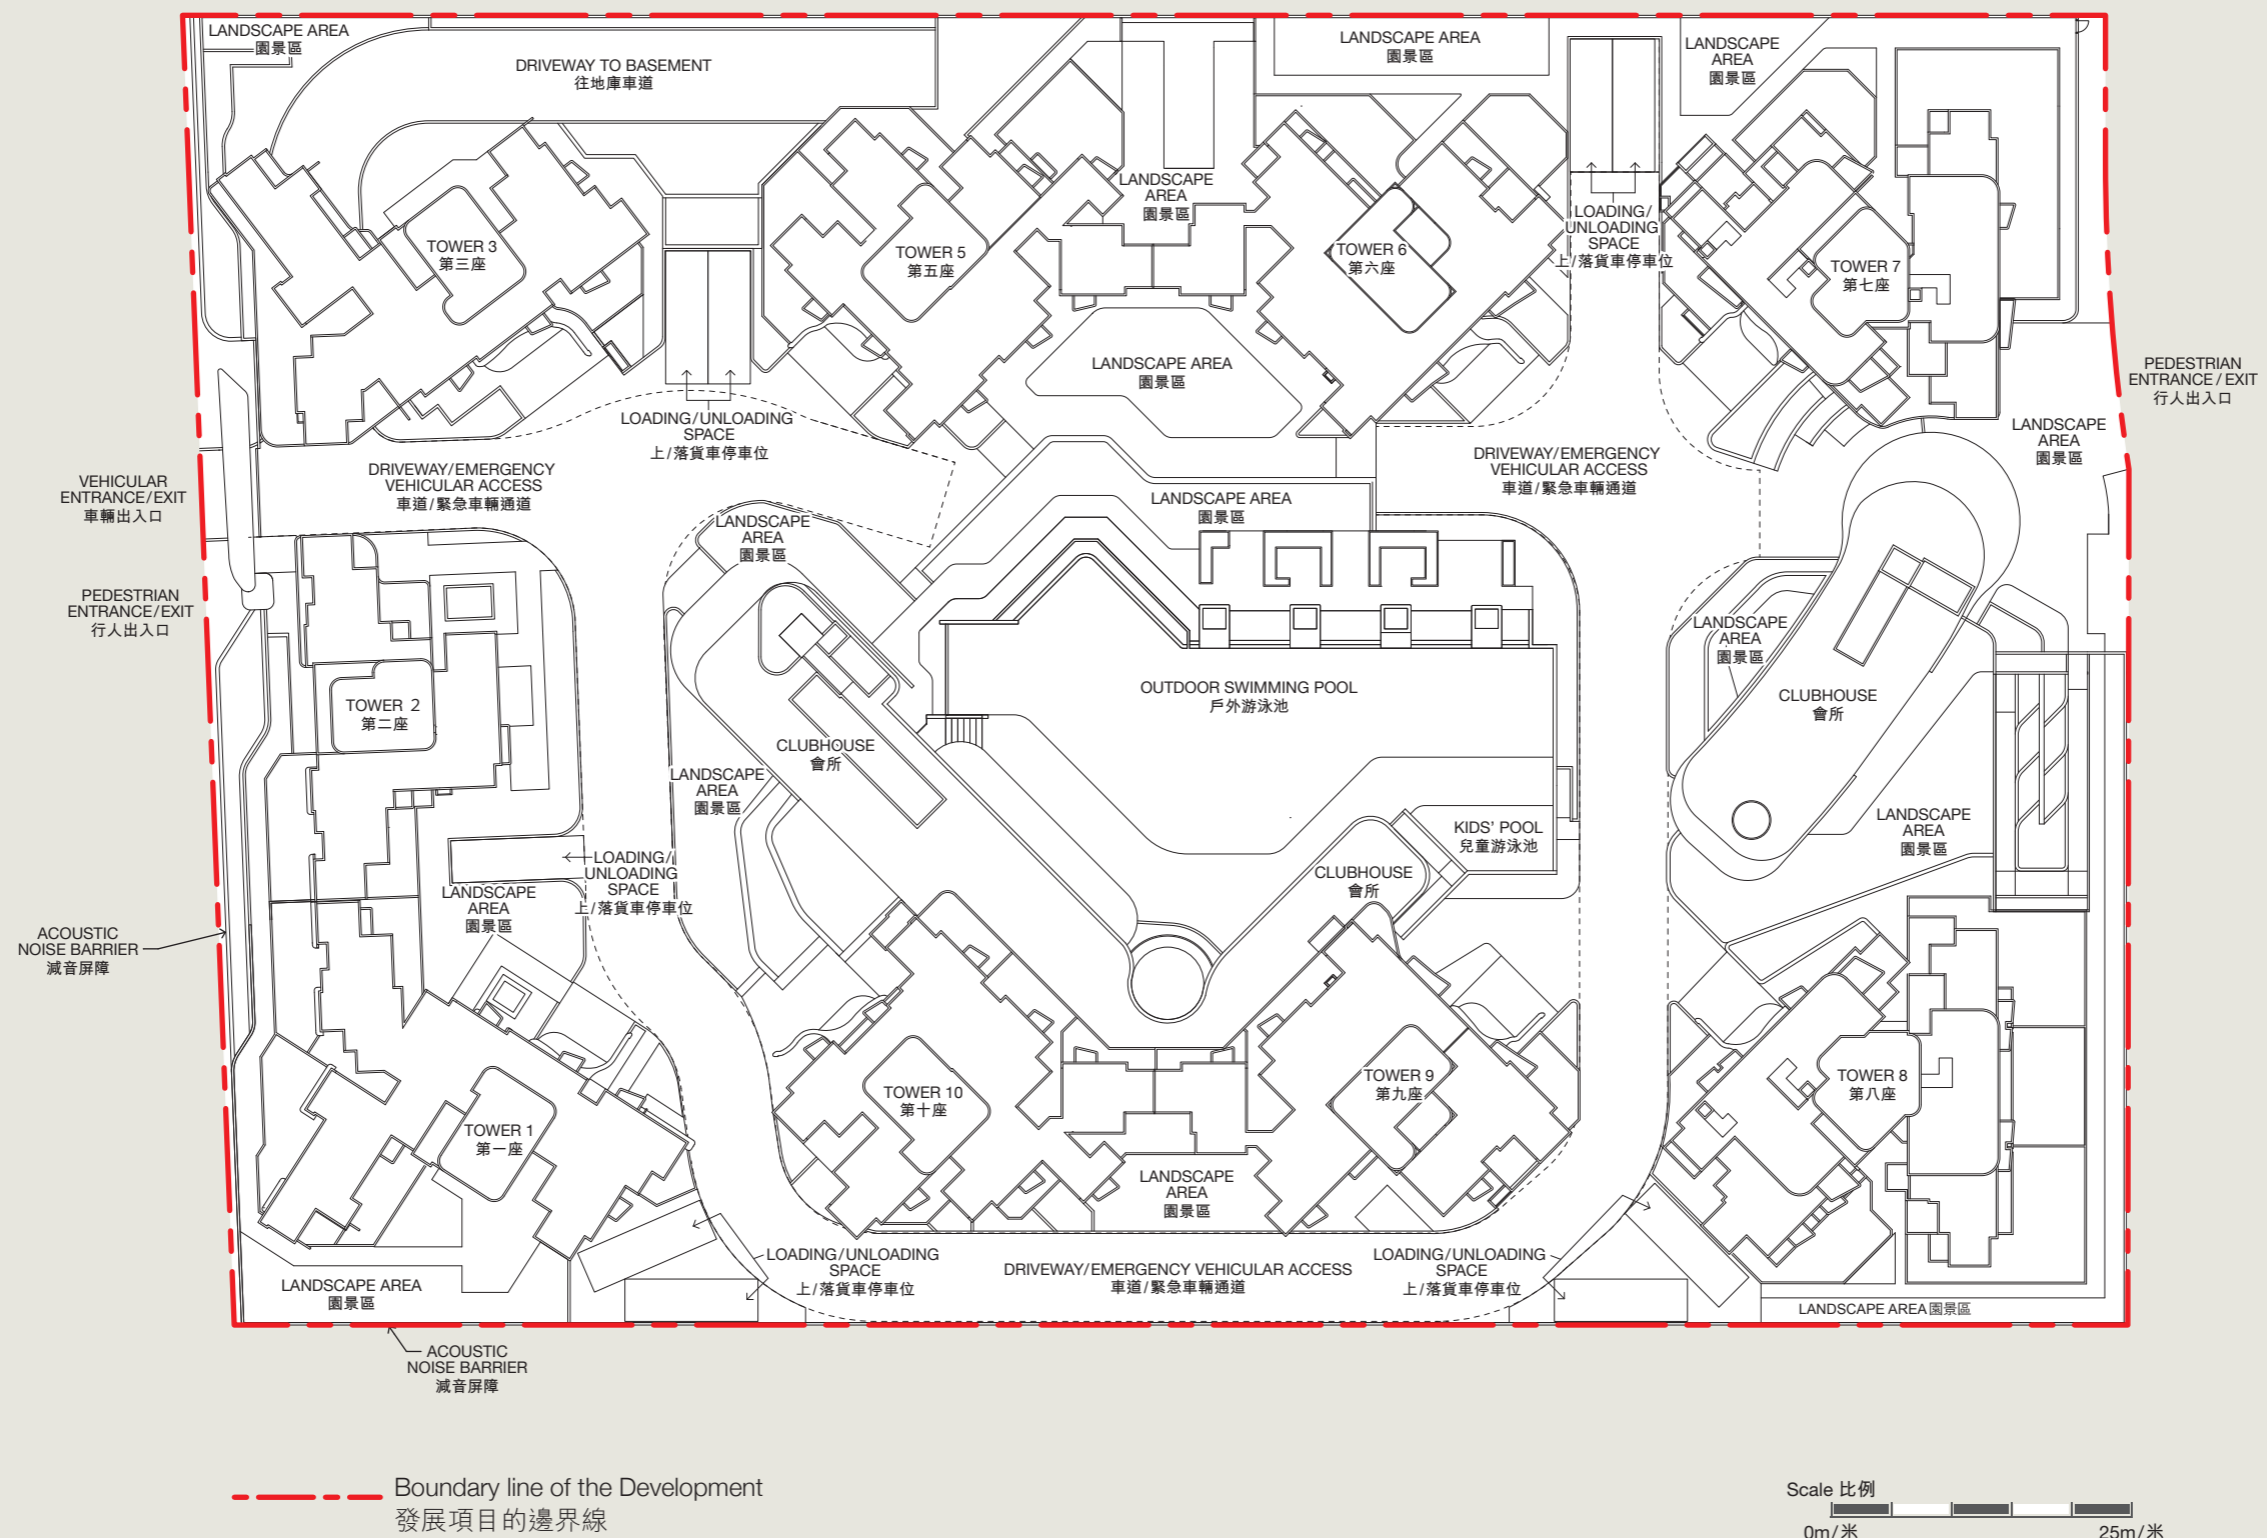 LANDSCAPE AREA
園景區
DRIVEWAY TO BASEMENT
往地庫車道
LANDSCAPE AREA
園景區
LANDSCAPE
AREA
園景區
TOWER 3
第三座
TOWER 5
第五座
LANDSCAPE
AREA
園景區
TOWER 6
第六座
LOADING/
UNLOADING
SPACE
上/落貨車停車位
TOWER 7
第七座
LANDSCAPE AREA
園景區
PEDESTRIAN
ENTRANCE/EXIT
行人出入口
LOADING/UNLOADING
SPACE
上/落貨車停車位
LANDSCAPE
AREA
園景區
VEHICULAR
ENTRANCE/EXIT
車輛出入口
DRIVEWAY/EMERGENCY
VEHICULAR ACCESS
車道/緊急車輛通道
DRIVEWAY/EMERGENCY
VEHICULAR ACCESS
車道/緊急車輛通道
LANDSCAPE AREA
園景區
LANDSCAPE
AREA
園景區
PEDESTRIAN
ENTRANCE/EXIT
行人出入口
LANDSCAPE
AREA
園景區
TOWER 2
第二座
OUTDOOR SWIMMING POOL
戶外游泳池
CLUBHOUSE
會所
CLUBHOUSE
會所
LANDSCAPE
AREA
園景區
LANDSCAPE
AREA
園景區
KIDS' POOL
兒童游泳池
LOADING/
UNLOADING
SPACE
上/落貨車停車位
CLUBHOUSE
會所
LANDSCAPE
AREA
園景區
ACOUSTIC
NOISE BARRIER
減音屏障
TOWER 1
第一座
TOWER 10
第十座
TOWER 9
第九座
TOWER 8
第八座
LANDSCAPE
AREA
園景區
LANDSCAPE AREA
園景區
LOADING/UNLOADING
SPACE
上/落貨車停車位
DRIVEWAY/EMERGENCY VEHICULAR ACCESS
車道/緊急車輛通道
LOADING/UNLOADING
SPACE
上/落貨車停車位
LANDSCAPE AREA 園景區
ACOUSTIC
NOISE BARRIER
減音屏障
Boundary line of the Development
發展項目的邊界線
Scale 比例
0m/米 25m/米